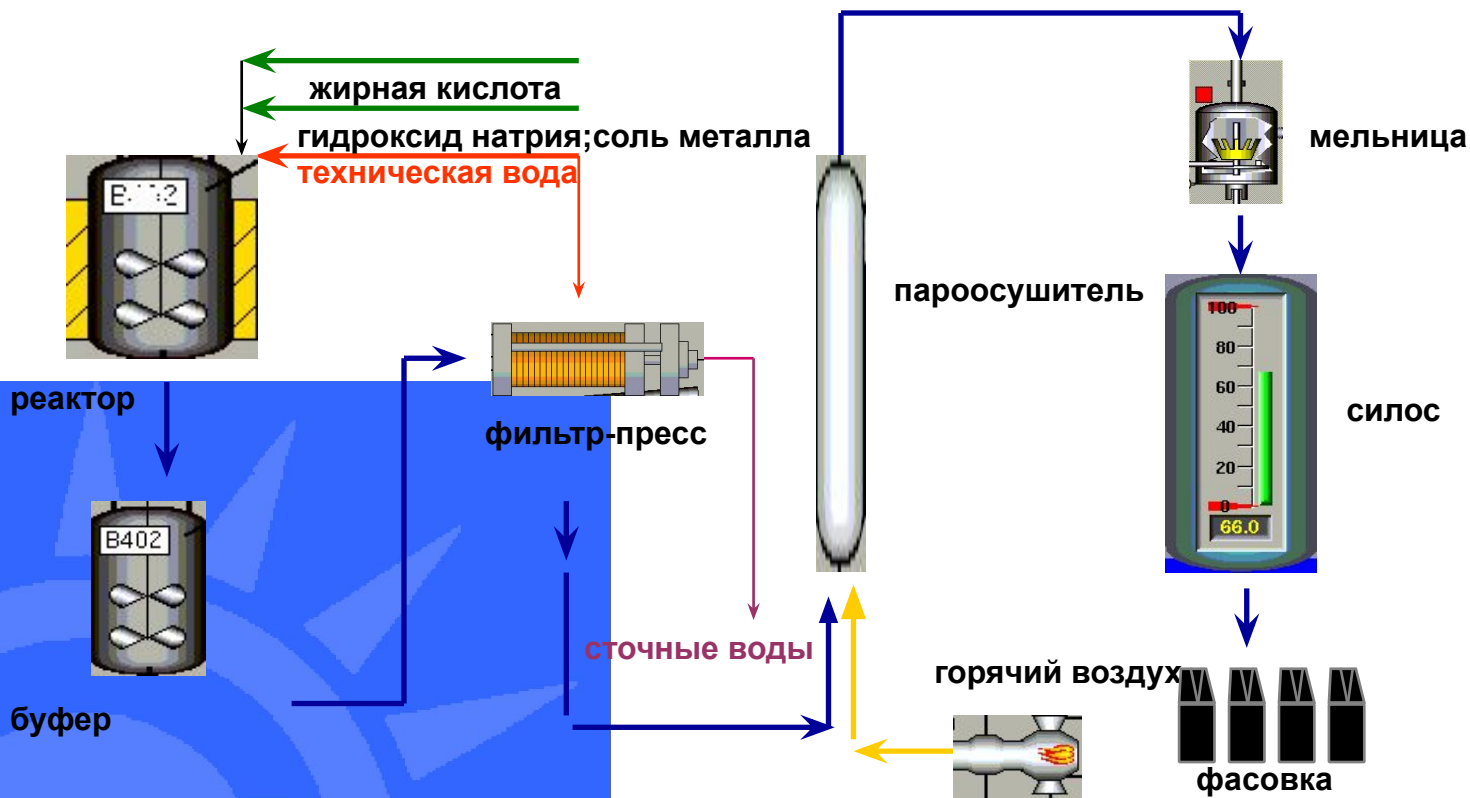 жирная кислота
гидроксид натрия;соль металла
техническая вода
мельница
пароосушитель
100
80
60
40
20
0
66.0
реактор
силос
фильтр-пресс
B402
сточные воды
горячий воздух
буфер
фасовка